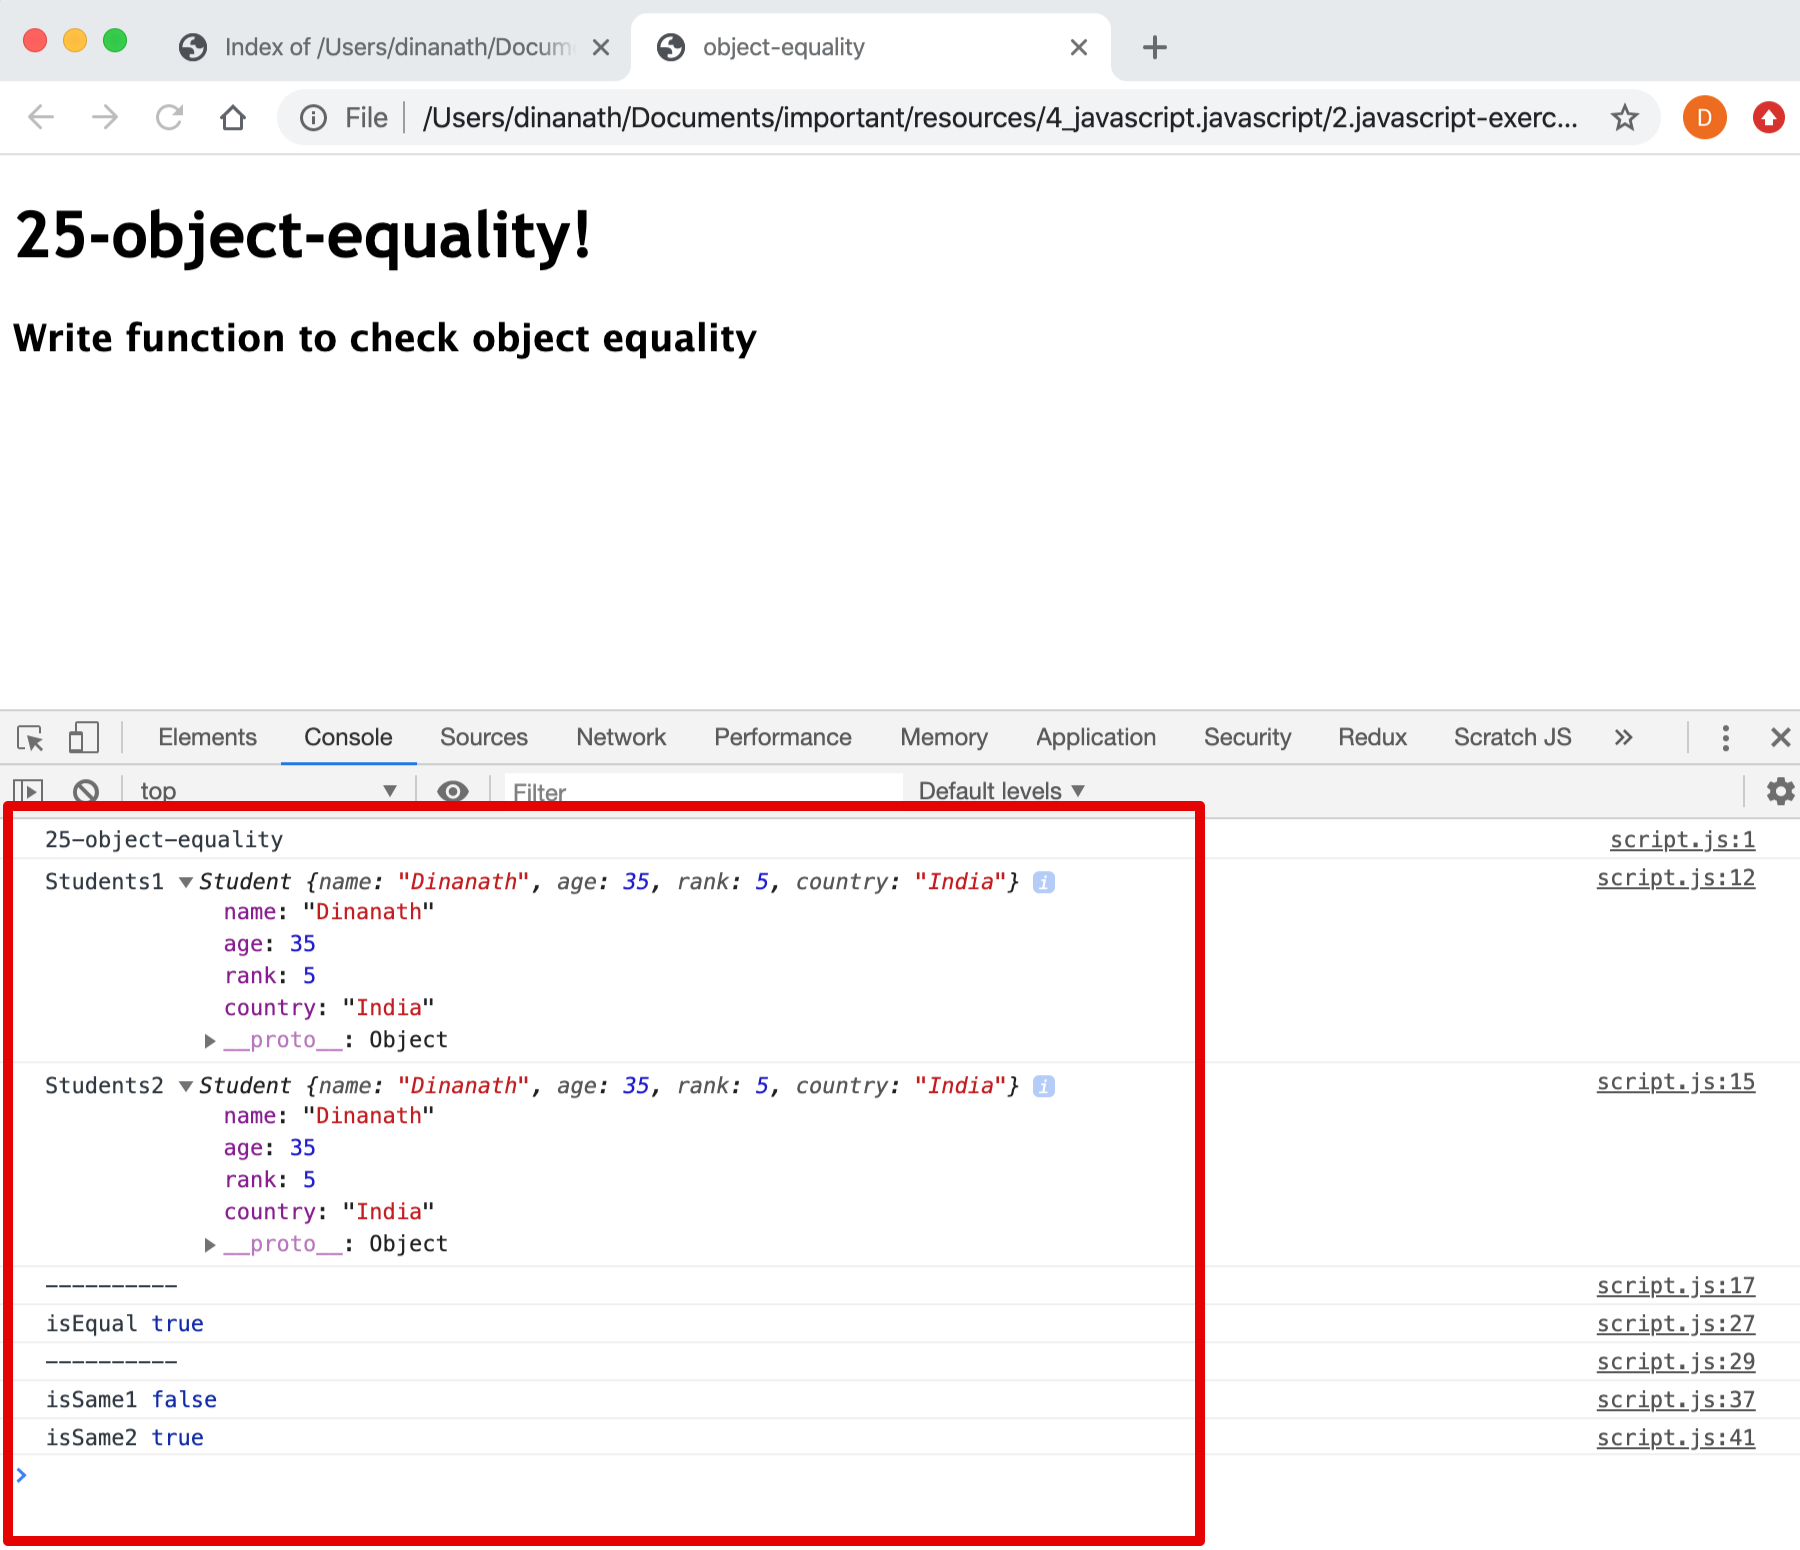 Index of /Users/dinanath/Docum
object-equality
File /Users/dinanath/Documents/important/resources/4_javascript.javascript/2.javascript-exerc...
D
25-object-equality!
Write function to check object equality
Elements Console Sources Network Performance Memory Application Security Redux Scratch JS »
top Filter Default levels ▼
25-object-equality script.js:1
Students1 ▼Student {name: "Dinanath", age: 35, rank: 5, country: "India"} i script.js:12
name: "Dinanath"
age: 35
rank: 5
country: "India"
▶__proto__: Object
Students2 ▼Student {name: "Dinanath", age: 35, rank: 5, country: "India"} i script.js:15
name: "Dinanath"
age: 35
rank: 5
country: "India"
▶__proto__: Object
---------- script.js:17
isEqual true script.js:27
---------- script.js:29
isSame1 false script.js:37
isSame2 true script.js:41